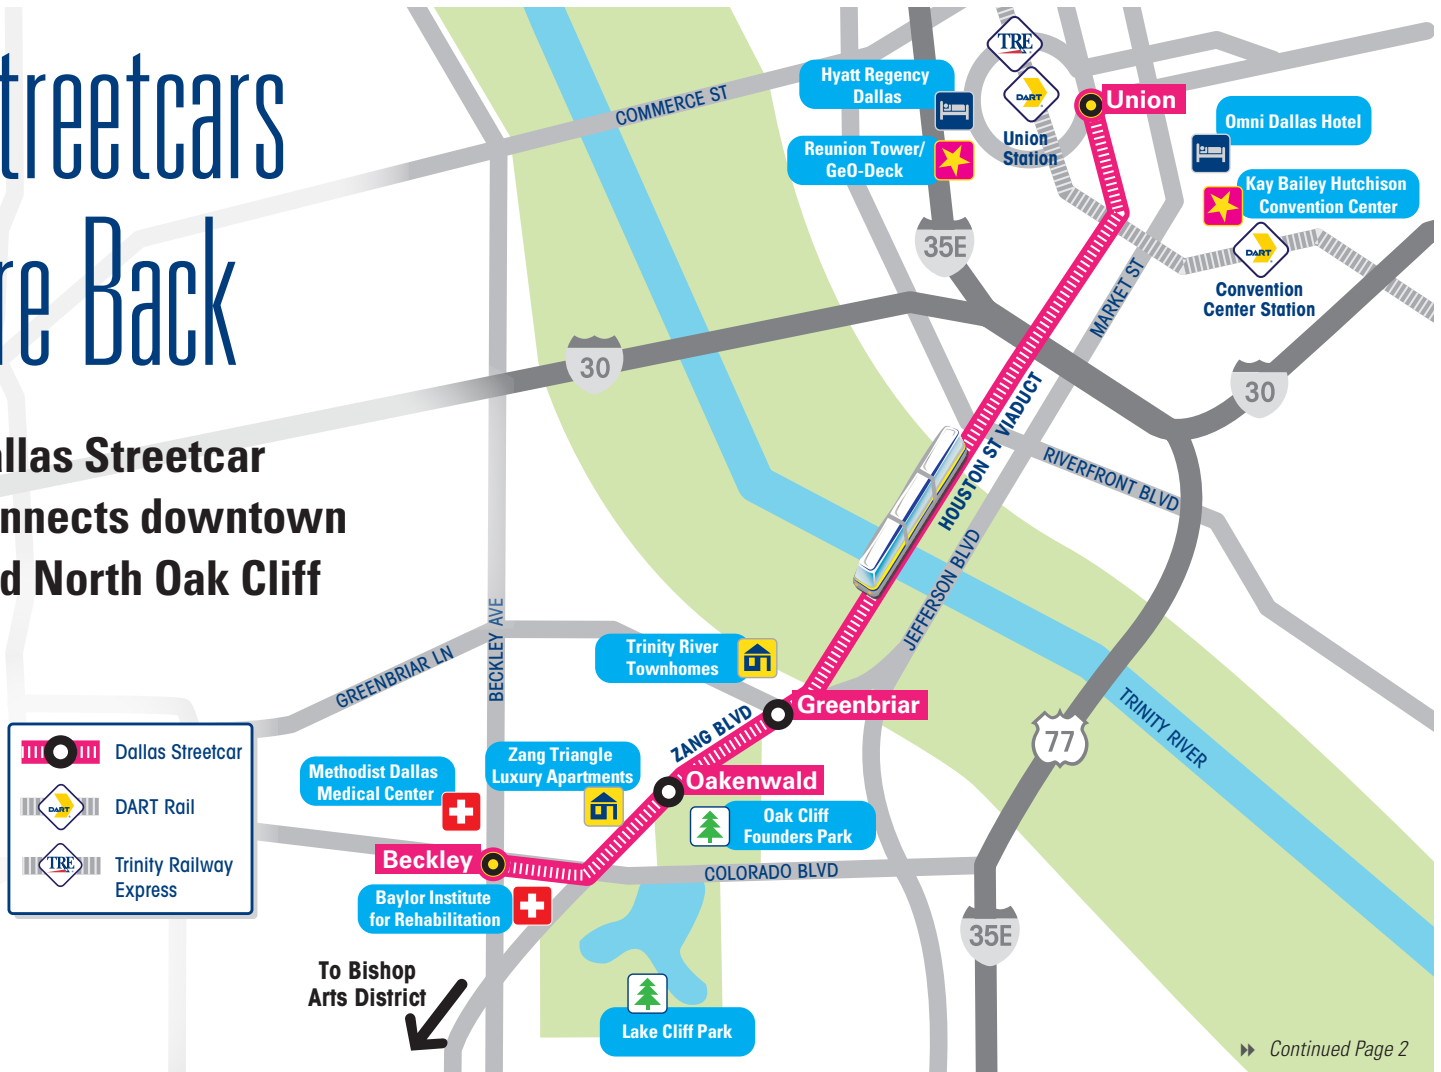 treetcars
re Back
allas Streetcar
nnects downtown
d North Oak Cliff
COMMERCE ST
Hyatt Regency
Dallas
Reunion Tower/
GeO-Deck
TRE
DART
Union
Station
Union
Omni Dallas Hotel
Kay Bailey Hutchison
Convention Center
DART
Convention
Center Station
35E
30
30
MARKET ST
HOUSTON ST VIADUCT
RIVERFRONT BLVD
JEFFERSON BLVD
BECKLEY AVE
GREENBRIAR LN
Trinity River
Townhomes
Greenbriar
ZANG BLVD
TRINITY RIVER
77
Dallas Streetcar
DART
DART Rail
TRE
Trinity Railway
Express
Methodist Dallas
Medical Center
Zang Triangle
Luxury Apartments
Oakenwald
Oak Cliff
Founders Park
Beckley
COLORADO BLVD
Baylor Institute
for Rehabilitation
35E
To Bishop
Arts District
Lake Cliff Park
Continued Page 2